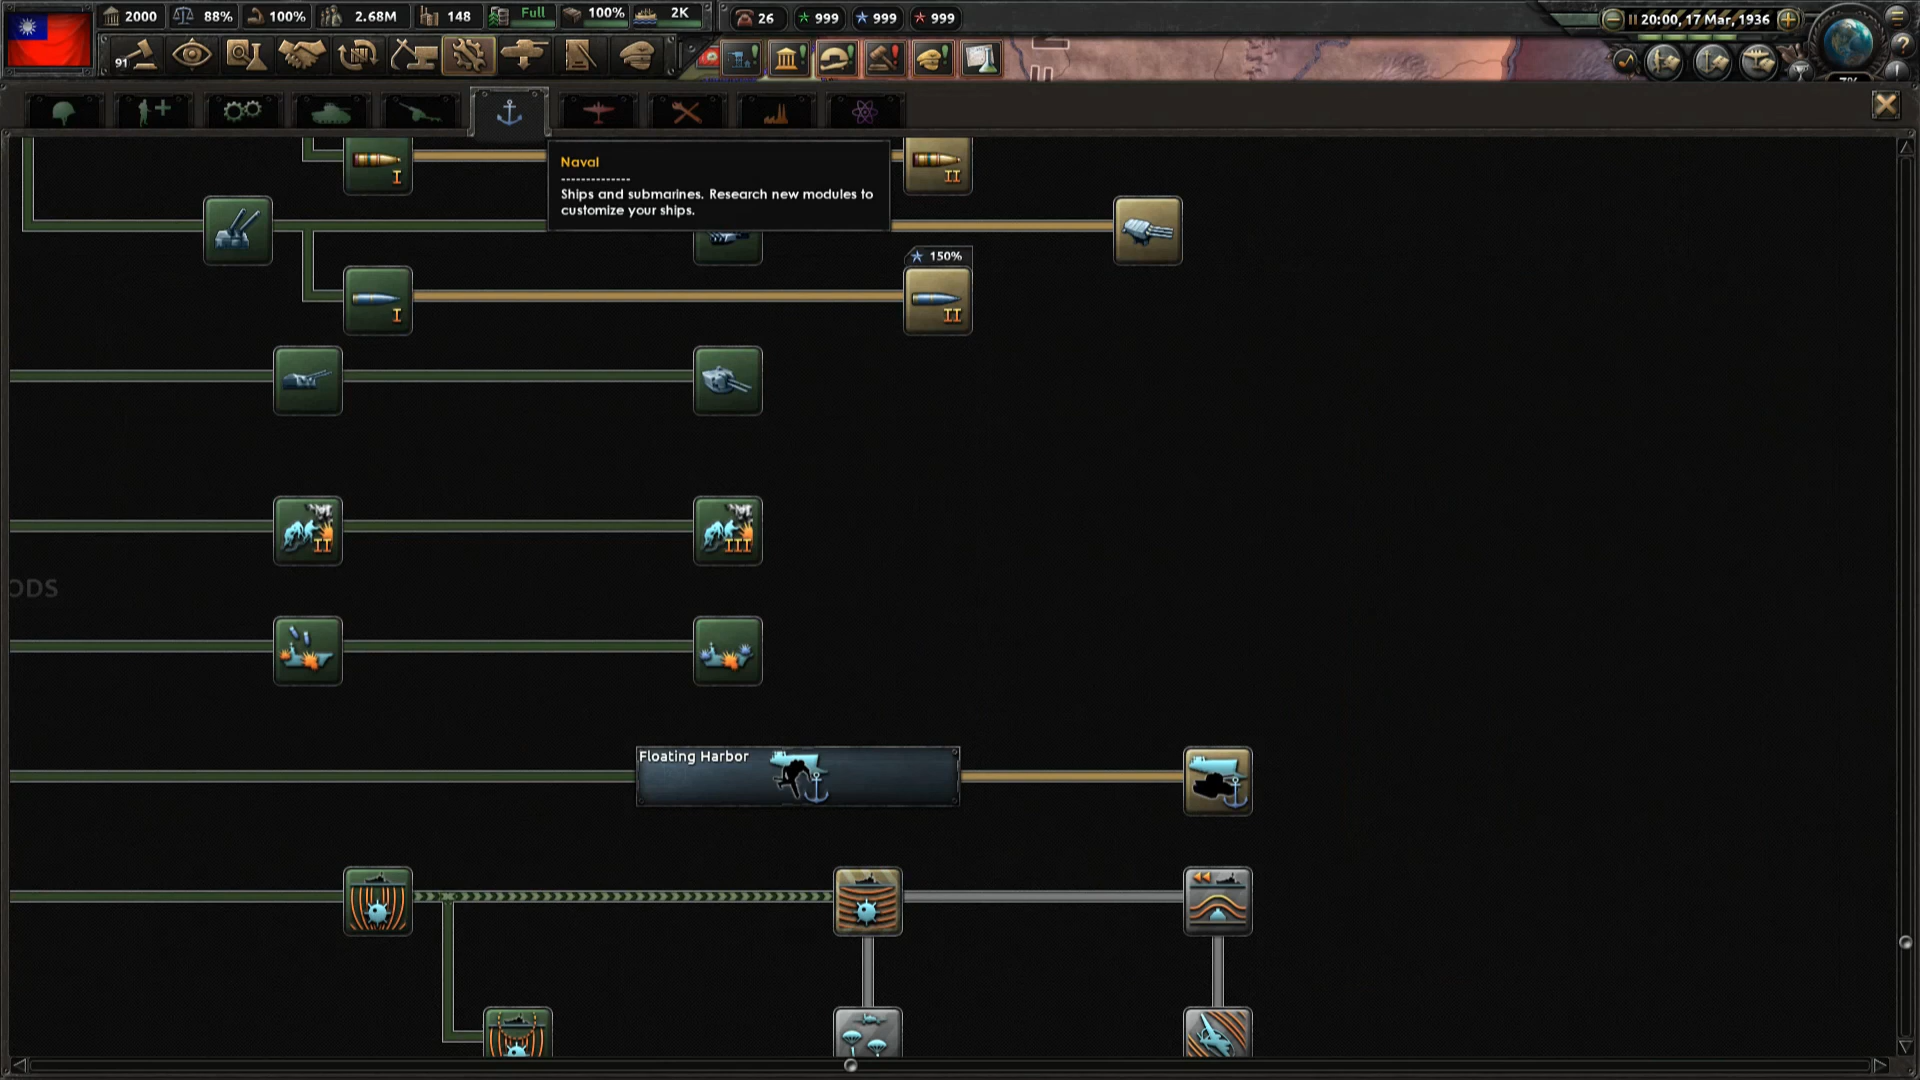 2000
88%
100%
2.68M
148
Full
100%
2K
26
999
999
999
20:00, 17 Mar, 1936
91
Naval
--------------
Ships and submarines. Research new modules to
customize your ships.
I
II
150%
I
II
II
III
ODS
Floating Harbor